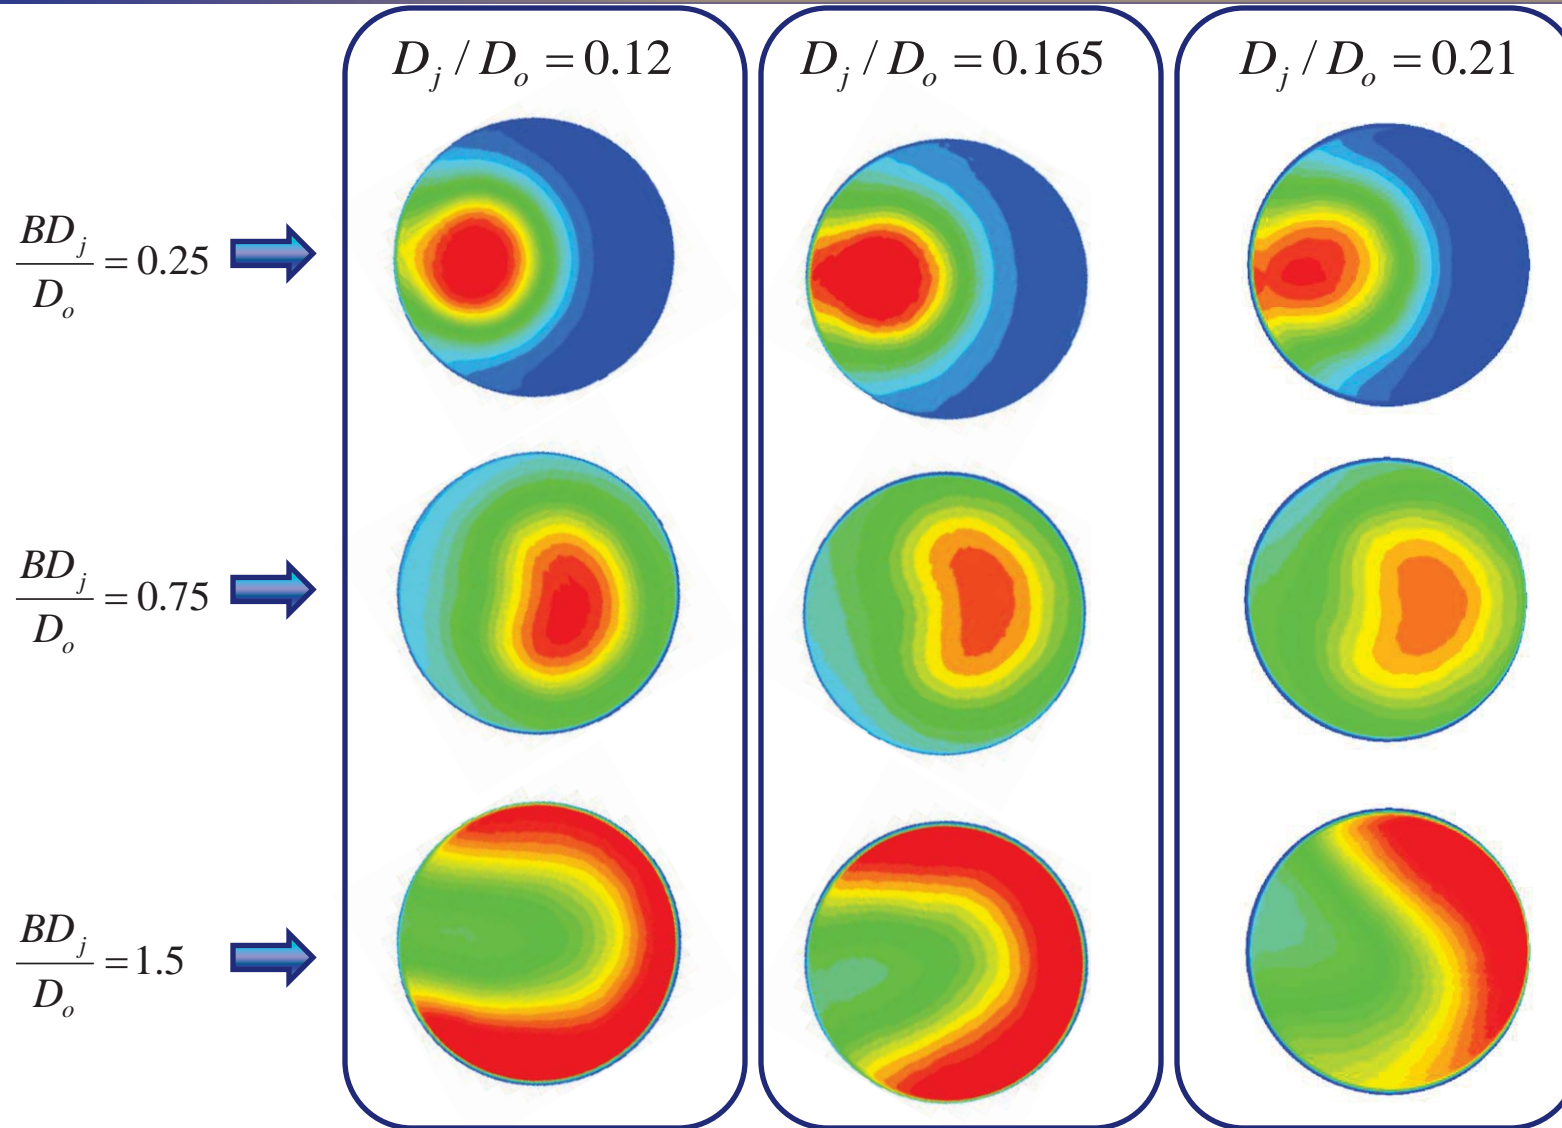 D_j / D_o = 0.12
D_j / D_o = 0.165
D_j / D_o = 0.21
BD_j / D_o = 0.25
BD_j / D_o = 0.75
BD_j / D_o = 1.5